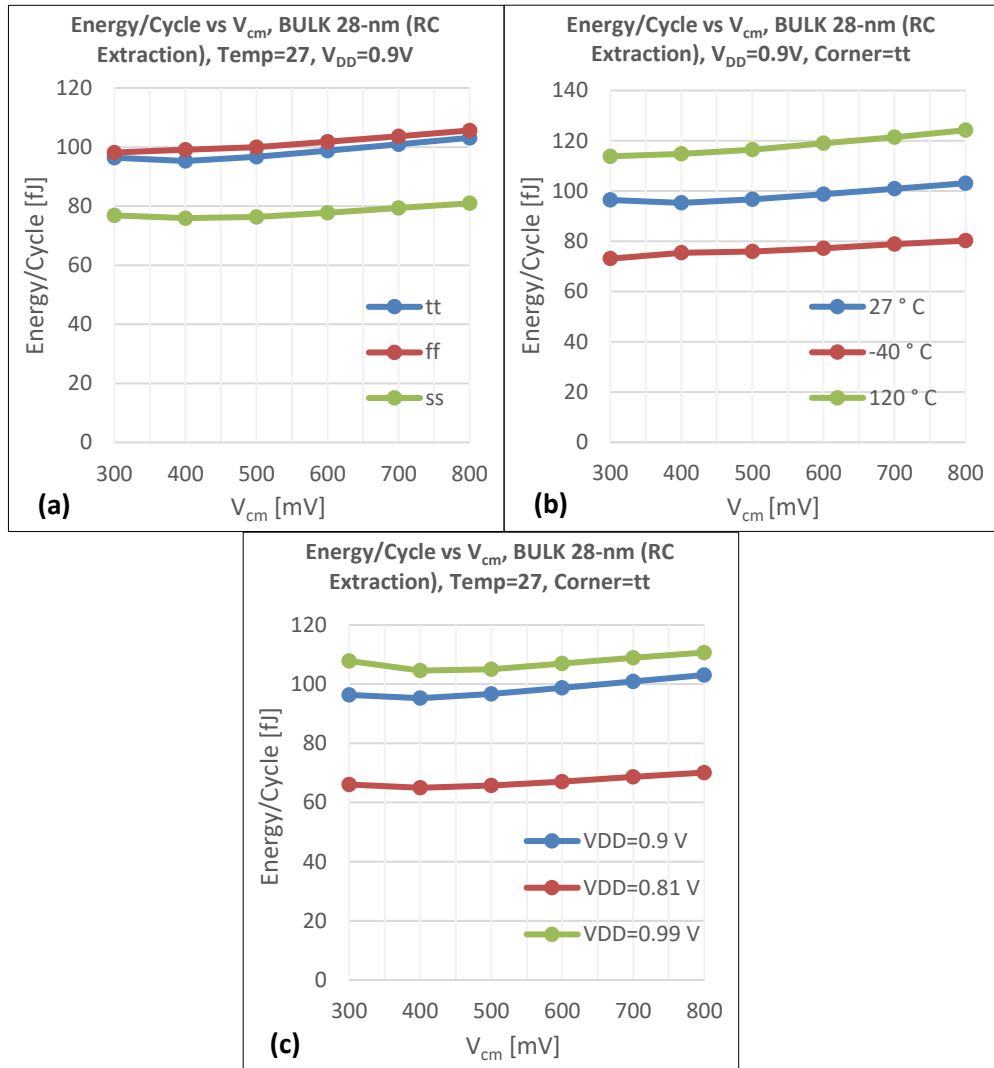 Energy/Cycle vs Vcm, BULK 28-nm (RC
Extraction), Temp=27, VDD=0.9V
120
100
80
60
40
20
0
Energy/Cycle [fJ]
tt
ff
ss
300 400 500 600 700 800
Vcm [mV]
(a)
Energy/Cycle vs Vcm, BULK 28-nm (RC
Extraction), VDD=0.9V, Corner=tt
140
120
100
80
60
40
20
0
Energy/Cycle [fJ]
27 ° C
-40 ° C
120 ° C
300 400 500 600 700 800
Vcm [mV]
(b)
Energy/Cycle vs Vcm, BULK 28-nm (RC
Extraction), Temp=27, Corner=tt
120
100
80
60
40
20
0
Energy/Cycle [fJ]
VDD=0.9 V
VDD=0.81 V
VDD=0.99 V
300 400 500 600 700 800
Vcm [mV]
(c)